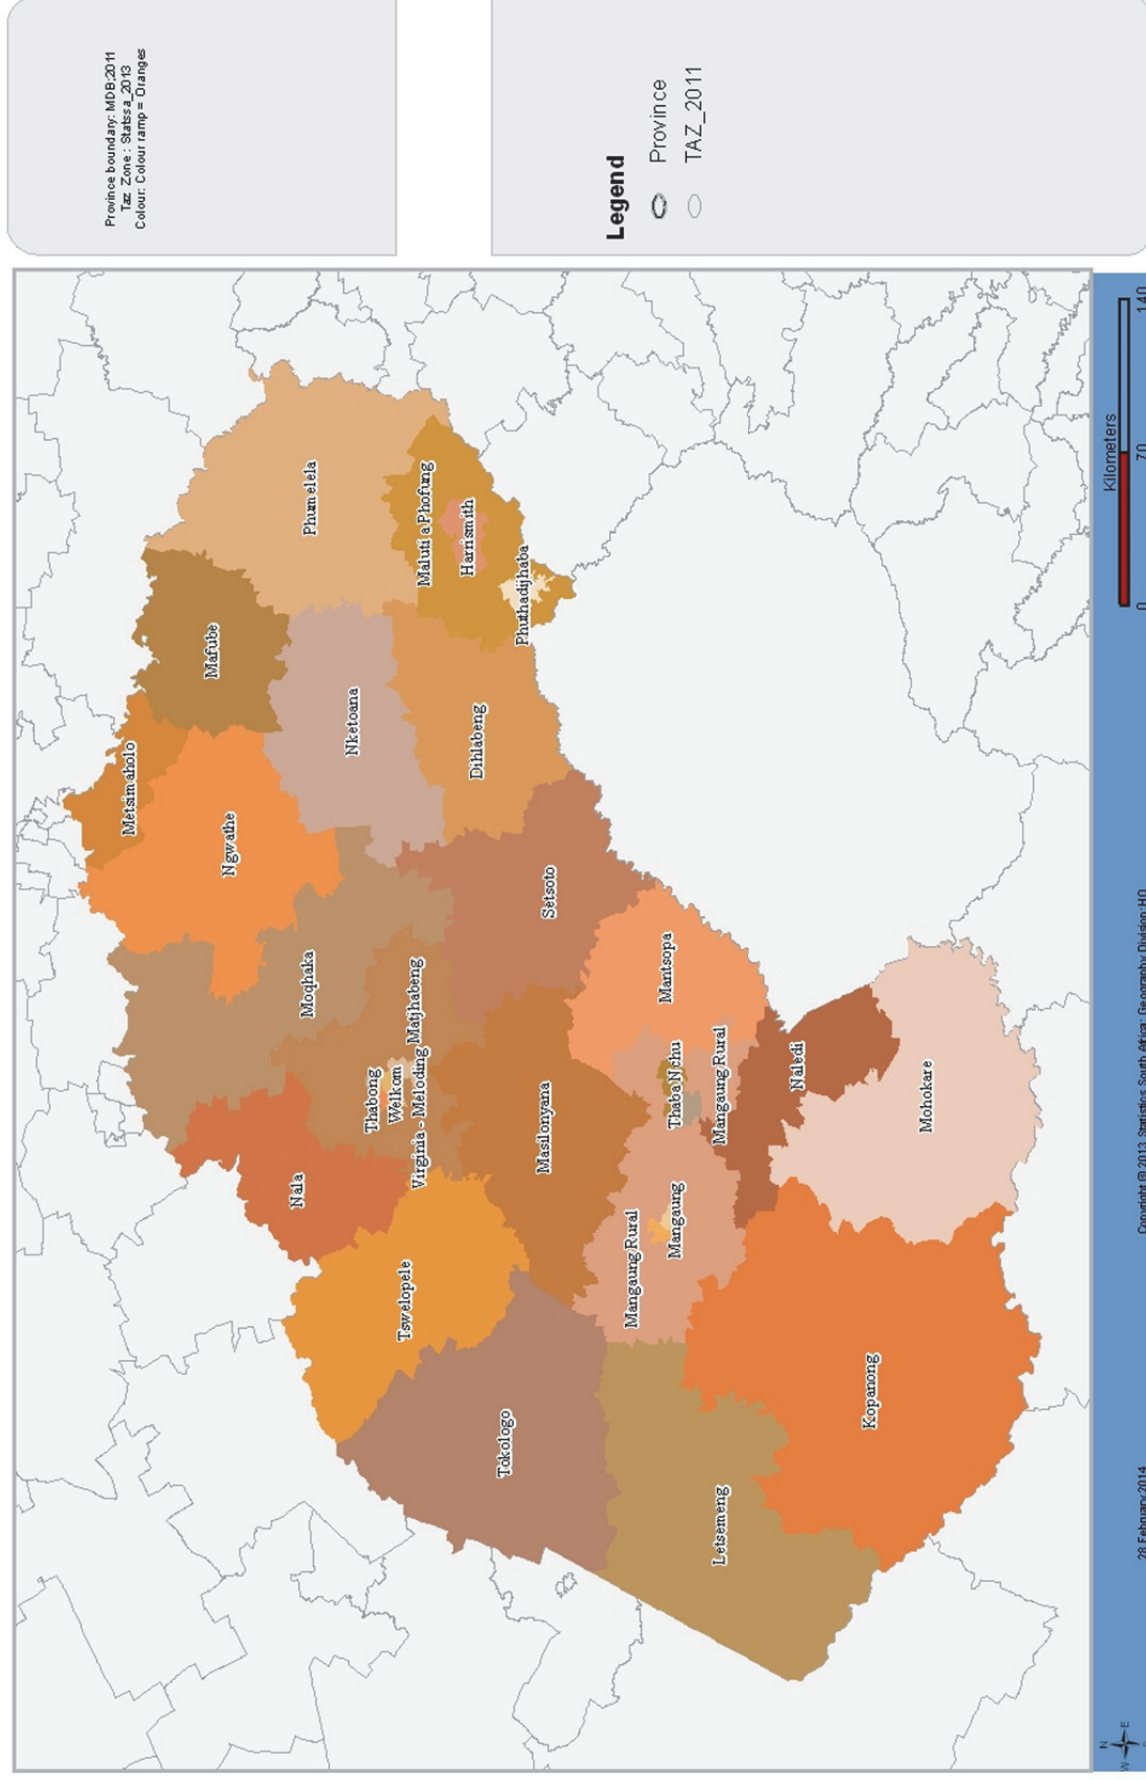 Province boundary: MDB;2011
Taz Zone : Statssa_2013
Colour: Colour ramp = Oranges
Legend
Province
TAZ_2011
Metsimaholo
Mafube
Ngwathe
Phumelela
Nketoana
Moqhaka
Nala
Maluti a Phofung
Harrismith
Phuthadijhaba
Dihlabeng
Matjhabeng
Thabong
Welkom
Virginia - Meloding
Tswelopele
Setsoto
Masilonyana
Tokologo
Mantsopa
Thaba N'chu
Mangaung Rural
Mangaung
Mangaung Rural
Naledi
Letsemeng
Kopanong
Mohokare
N
W
E
Kilometers
0 70 140
28 February 2014
Copyright @ 2013 Statistics South Africa: Geography Division:HO